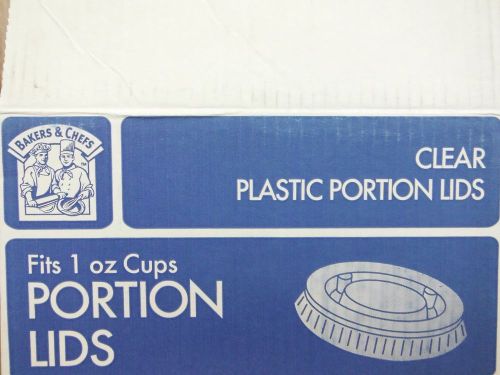 BAKERS & CHEFS
CLEAR
PLASTIC PORTION LIDS
Fits 1 oz Cups
PORTION
LIDS